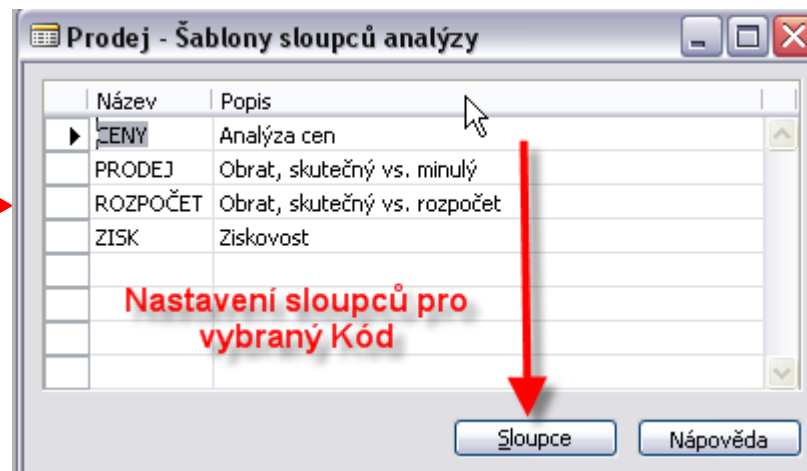 Prodej - Šablony sloupců analýzy
Název Popis
CENY Analýza cen
PRODEJ Obrat, skutečný vs. minulý
ROZPOČET Obrat, skutečný vs. rozpočet
ZISK Ziskovost
Nastavení sloupců pro
vybraný Kód
Sloupce Nápověda